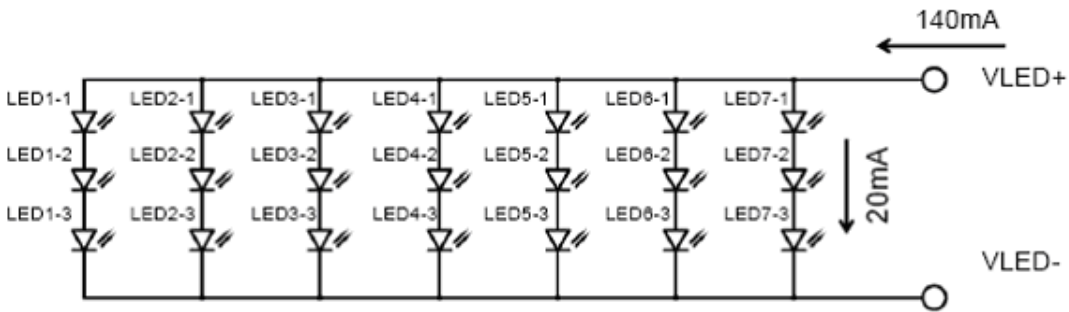 140mA
VLED+
LED1-1 LED2-1 LED3-1 LED4-1 LED5-1 LED6-1 LED7-1
LED1-2 LED2-2 LED3-2 LED4-2 LED5-2 LED6-2 LED7-2
20mA
LED1-3 LED2-3 LED3-3 LED4-3 LED5-3 LED6-3 LED7-3
VLED-